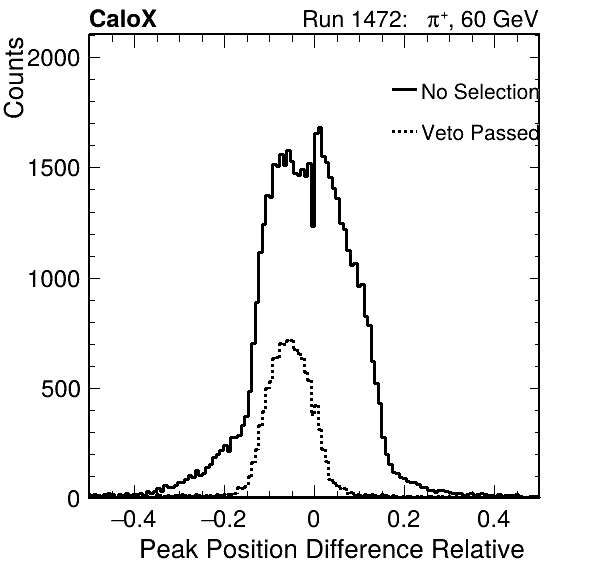 CaloX Run 1472: π⁺, 60 GeV
Counts
2000
1500
1000
500
0
No Selection
Veto Passed
−0.4 −0.2 0 0.2 0.4
Peak Position Difference Relative